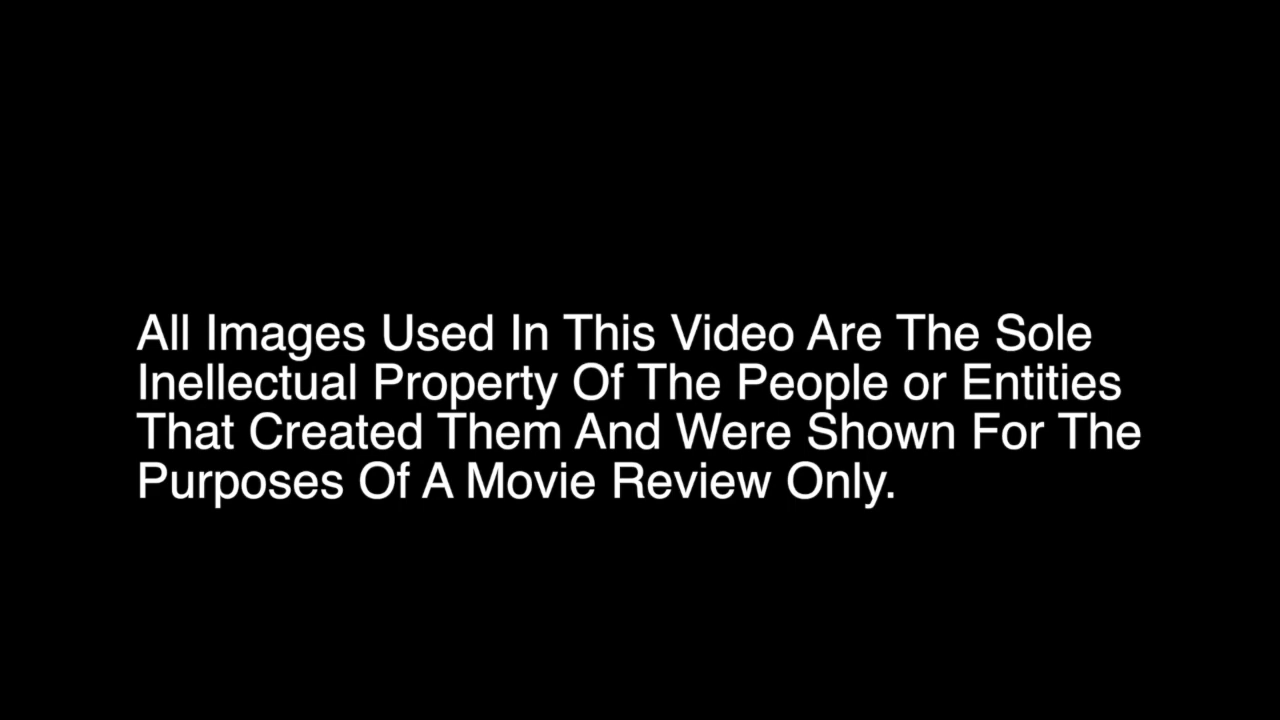 All Images Used In This Video Are The Sole
Inellectual Property Of The People or Entities
That Created Them And Were Shown For The
Purposes Of A Movie Review Only.